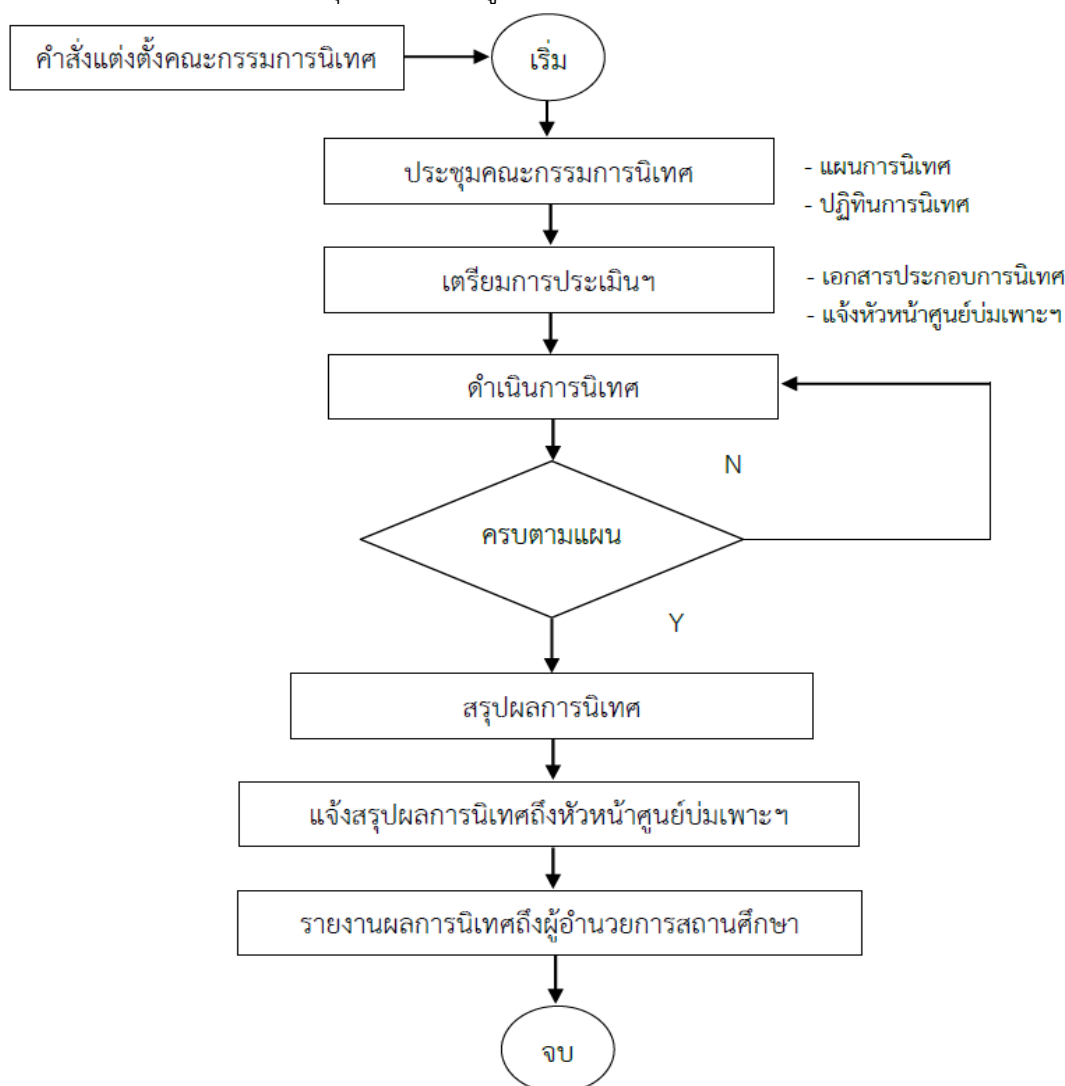 คำสั่งแต่งตั้งคณะกรรมการนิเทศ
เริ่ม
ประชุมคณะกรรมการนิเทศ
- แผนการนิเทศ
- ปฏิทินการนิเทศ
เตรียมการประเมินฯ
- เอกสารประกอบการนิเทศ
- แจ้งหัวหน้าศูนย์บ่มเพาะฯ
ดำเนินการนิเทศ
N
ครบตามแผน
Y
สรุปผลการนิเทศ
แจ้งสรุปผลการนิเทศถึงหัวหน้าศูนย์บ่มเพาะฯ
รายงานผลการนิเทศถึงผู้อำนวยการสถานศึกษา
จบ